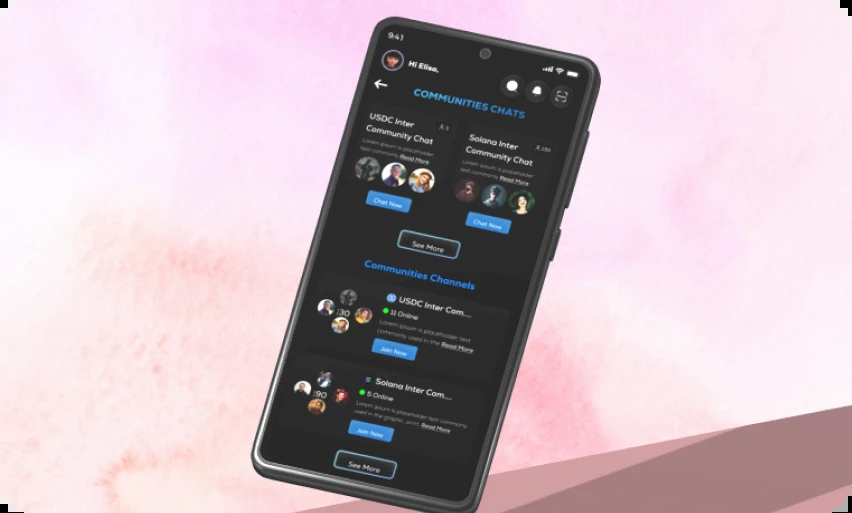 9:41
Hi Elisa,
COMMUNITIES CHATS
USDC Inter
Community Chat
Lorem ipsum is placeholder
text commonly Read More
Chat Now
Solana Inter
Community Chat
Lorem ipsum is placeholder
text commonly Read More
Chat Now
See More
Communities Channels
USDC Inter Com....
11 Online
Lorem ipsum is placeholder text
commonly used in the Read More
Join Now
Solana Inter Com...
90
5 Online
Lorem ipsum is placeholder text commonly
used in the graphic, print, Read More
Join Now
See More